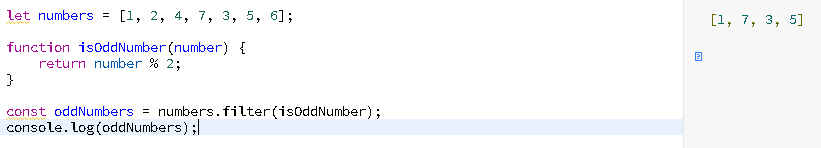 let numbers = [1, 2, 4, 7, 3, 5, 6];
function isOddNumber(number) {
    return number % 2;
}
const oddNumbers = numbers.filter(isOddNumber);
console.log(oddNumbers);
[1, 7, 3, 5]